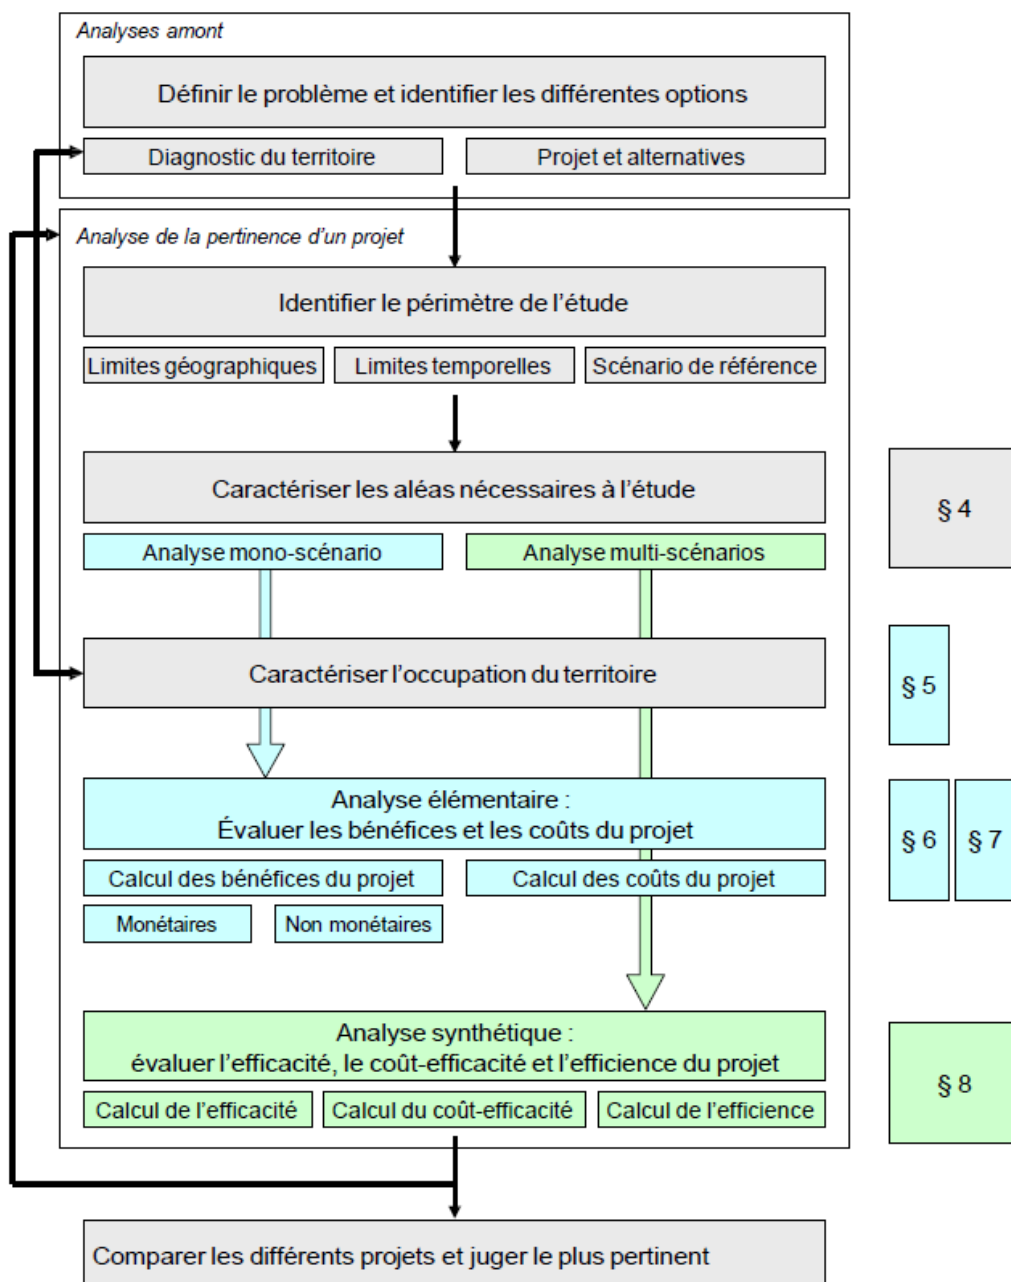 Analyses amont
Définir le problème et identifier les différentes options
Diagnostic du territoire
Projet et alternatives
Analyse de la pertinence d'un projet
Identifier le périmètre de l'étude
Limites géographiques
Limites temporelles
Scénario de référence
Caractériser les aléas nécessaires à l'étude
§ 4
Analyse mono-scénario
Analyse multi-scénarios
Caractériser l'occupation du territoire
§ 5
Analyse élémentaire :
Évaluer les bénéfices et les coûts du projet
§ 6
§ 7
Calcul des bénéfices du projet
Calcul des coûts du projet
Monétaires
Non monétaires
Analyse synthétique :
évaluer l'efficacité, le coût-efficacité et l'efficience du projet
§ 8
Calcul de l'efficacité
Calcul du coût-efficacité
Calcul de l'efficience
Comparer les différents projets et juger le plus pertinent